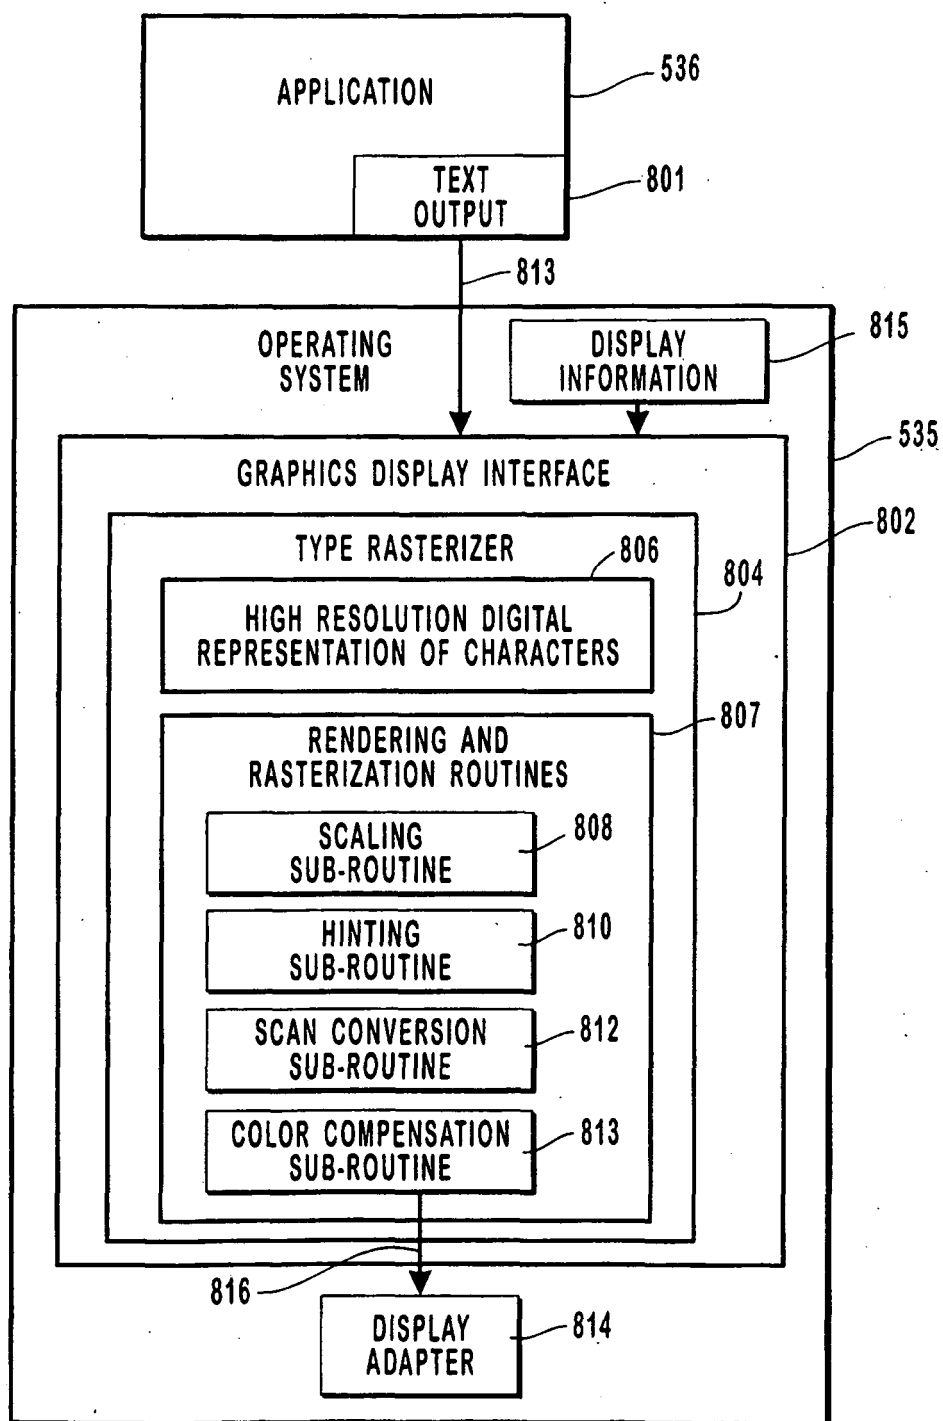 APPLICATION
536
TEXT
OUTPUT
801
813
OPERATING
SYSTEM
DISPLAY
INFORMATION
815
535
GRAPHICS DISPLAY INTERFACE
802
TYPE RASTERIZER
806
804
HIGH RESOLUTION DIGITAL
REPRESENTATION OF CHARACTERS
807
RENDERING AND
RASTERIZATION ROUTINES
SCALING
SUB-ROUTINE
808
HINTING
SUB-ROUTINE
810
SCAN CONVERSION
SUB-ROUTINE
812
COLOR COMPENSATION
SUB-ROUTINE
813
816
DISPLAY
ADAPTER
814